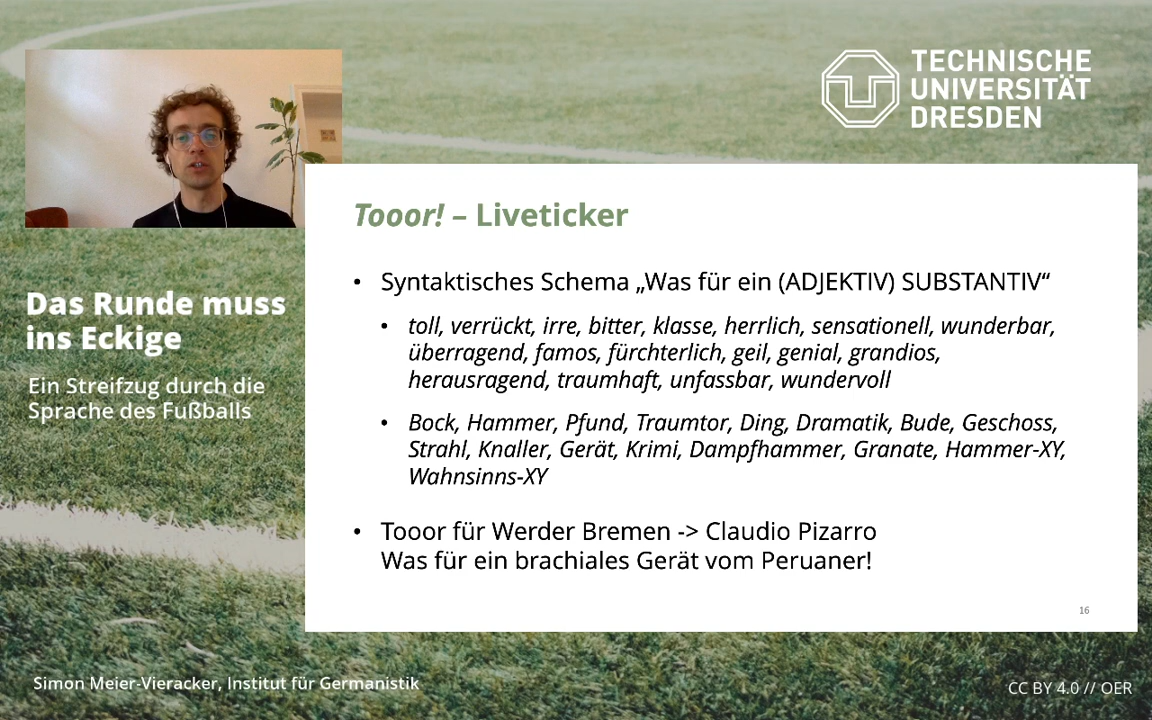 TECHNISCHE
UNIVERSITÄT
DRESDEN
Tooor! – Liveticker
• Syntaktisches Schema „Was für ein (ADJEKTIV) SUBSTANTIV“
• toll, verrückt, irre, bitter, klasse, herrlich, sensationell, wunderbar,
überragend, famos, fürchterlich, geil, genial, grandios,
herausragend, traumhaft, unfassbar, wundervoll
• Bock, Hammer, Pfund, Traumtor, Ding, Dramatik, Bude, Geschoss,
Strahl, Knaller, Gerät, Krimi, Dampfhammer, Granate, Hammer-XY,
Wahnsinns-XY
• Tooor für Werder Bremen -> Claudio Pizarro
Was für ein brachiales Gerät vom Peruaner!
16
Das Runde muss
ins Eckige
Ein Streifzug durch die
Sprache des Fußballs
Simon Meier-Vieracker, Institut für Germanistik
CC BY 4.0 // OER